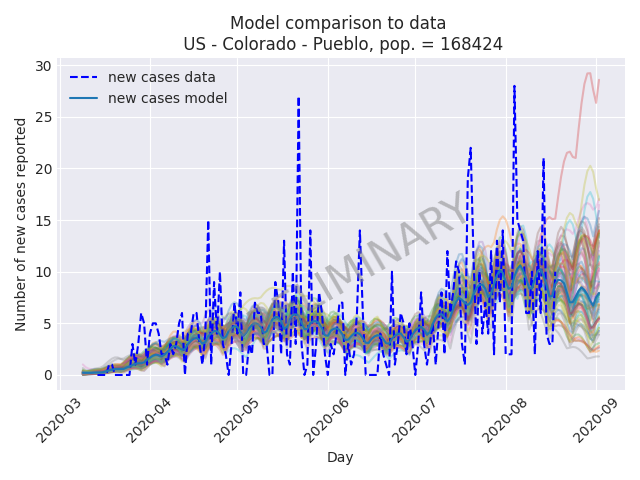 Model comparison to data
US - Colorado - Pueblo, pop. = 168424
new cases data
new cases model
30
25
20
15
10
5
0
Number of new cases reported
2020-03
2020-04
2020-05
2020-06
2020-07
2020-08
2020-09
Day